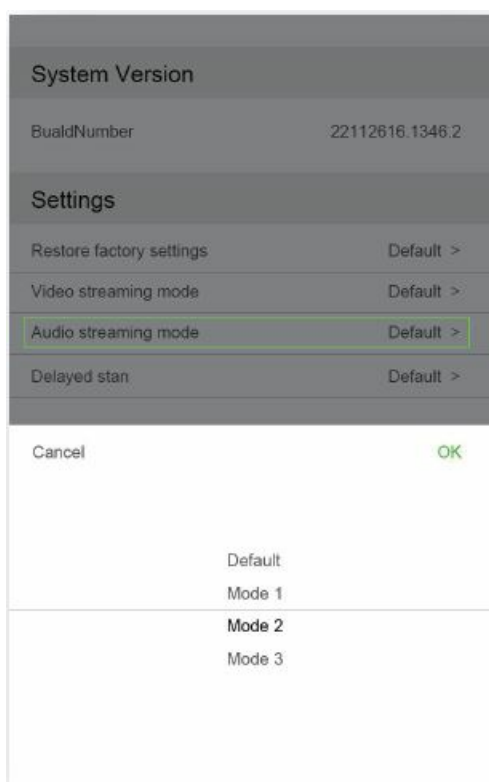 System Version
BualdNumber 22112616.1346.2
Settings
Restore factory settings Default >
Video streaming mode Default >
Audio streaming mode Default >
Delayed stan Default >
Cancel OK
Default
Mode 1
Mode 2
Mode 3